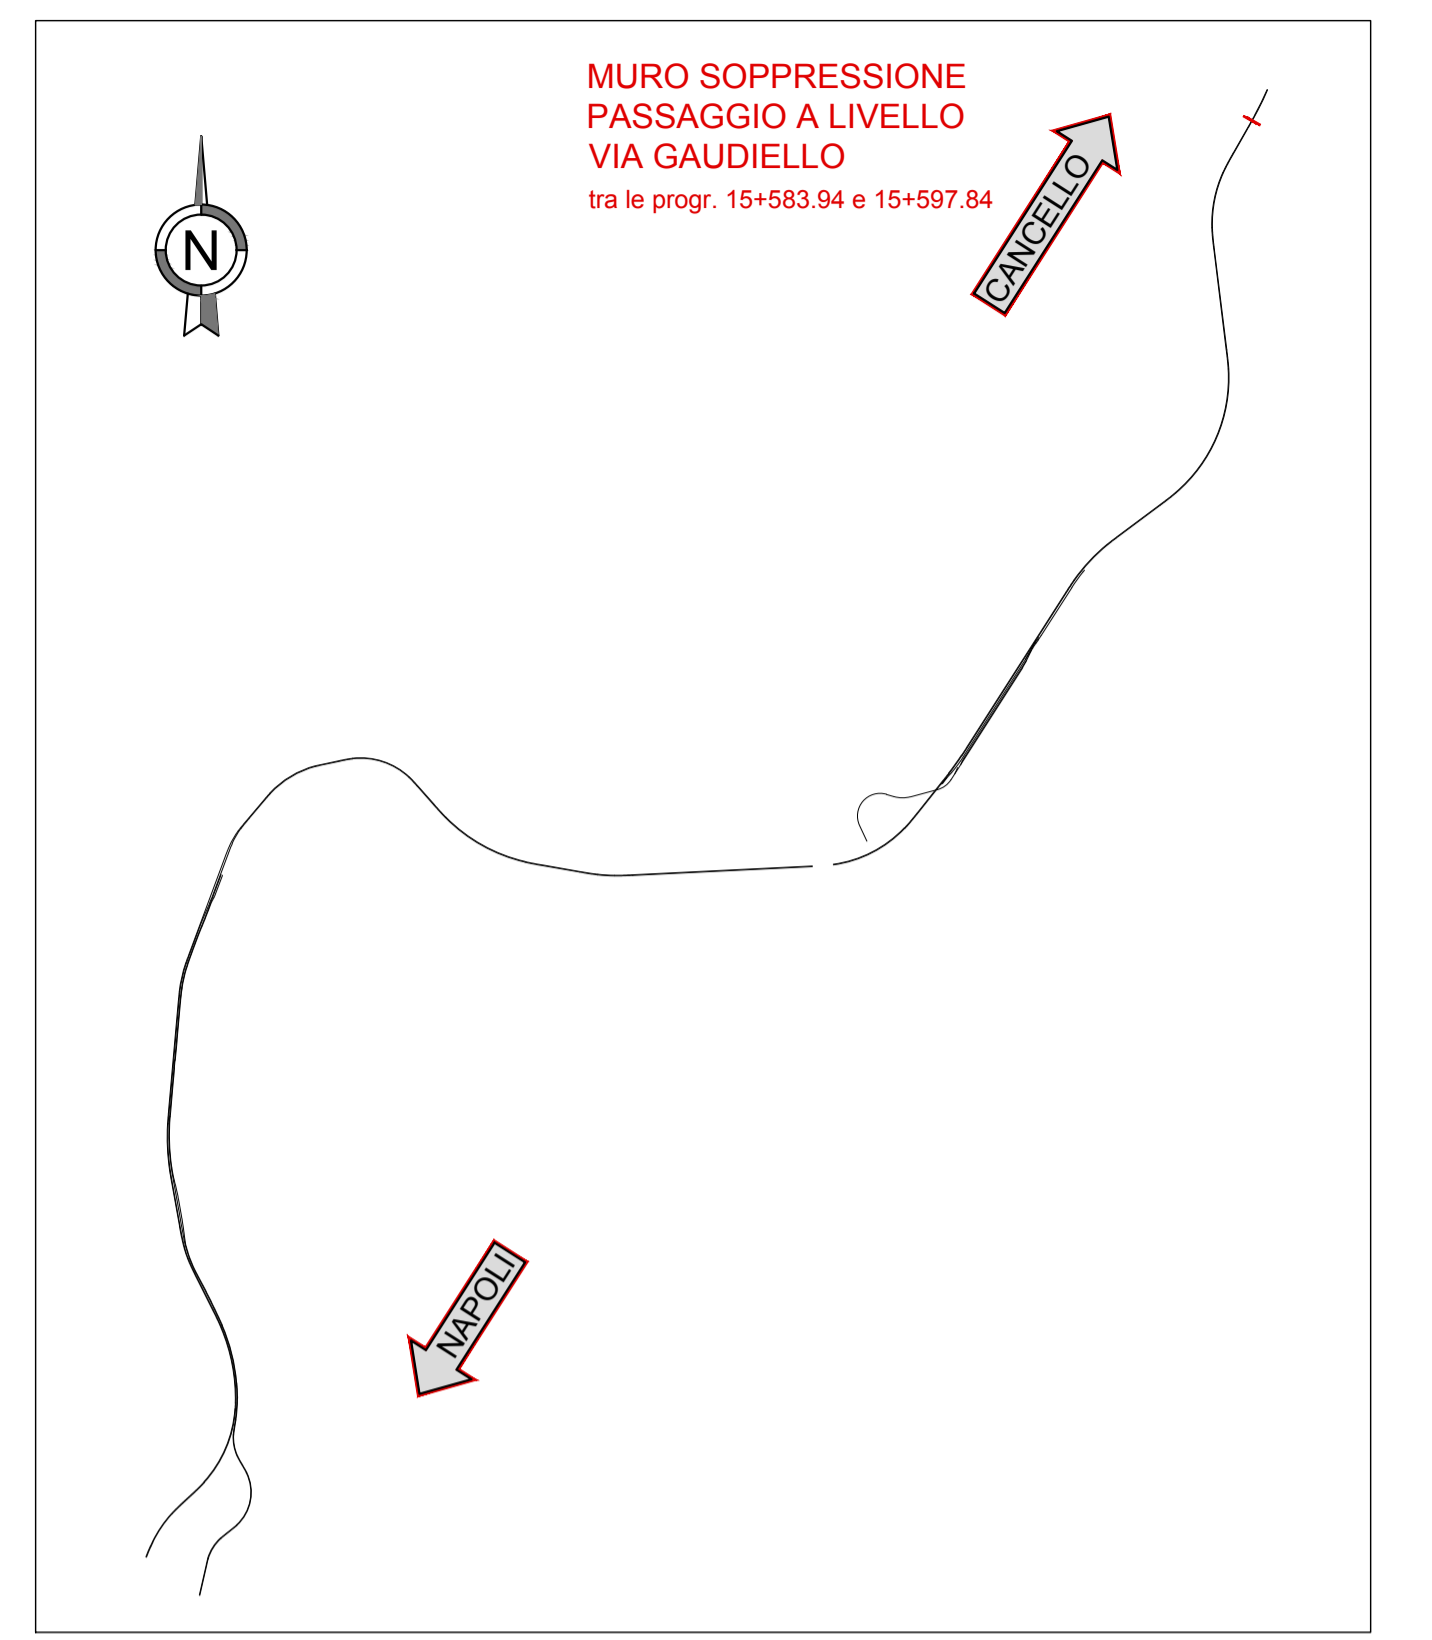 MURO SOPPRESSIONE
PASSAGGIO A LIVELLO
VIA GAUDIELLO
tra le progr. 15+583.94 e 15+597.84
CANCELLO
N
NAPOLI